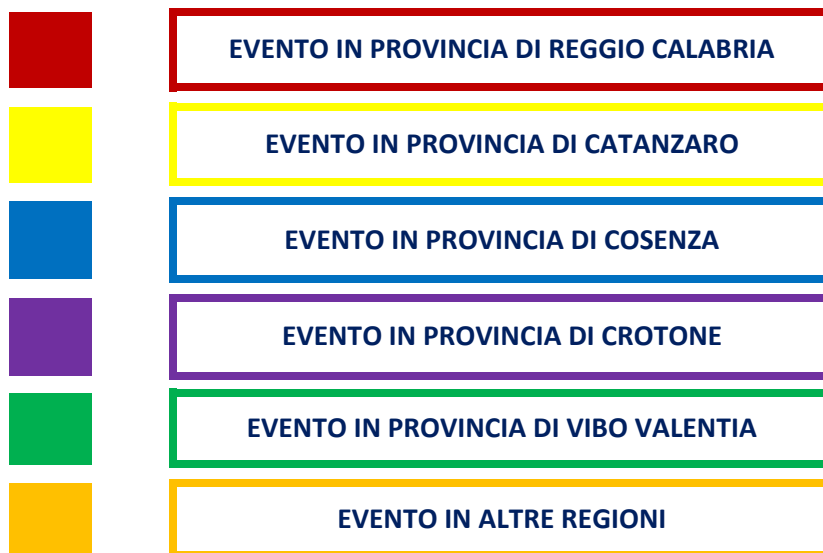 EVENTO IN PROVINCIA DI REGGIO CALABRIA
EVENTO IN PROVINCIA DI CATANZARO
EVENTO IN PROVINCIA DI COSENZA
EVENTO IN PROVINCIA DI CROTONE
EVENTO IN PROVINCIA DI VIBO VALENTIA
EVENTO IN ALTRE REGIONI